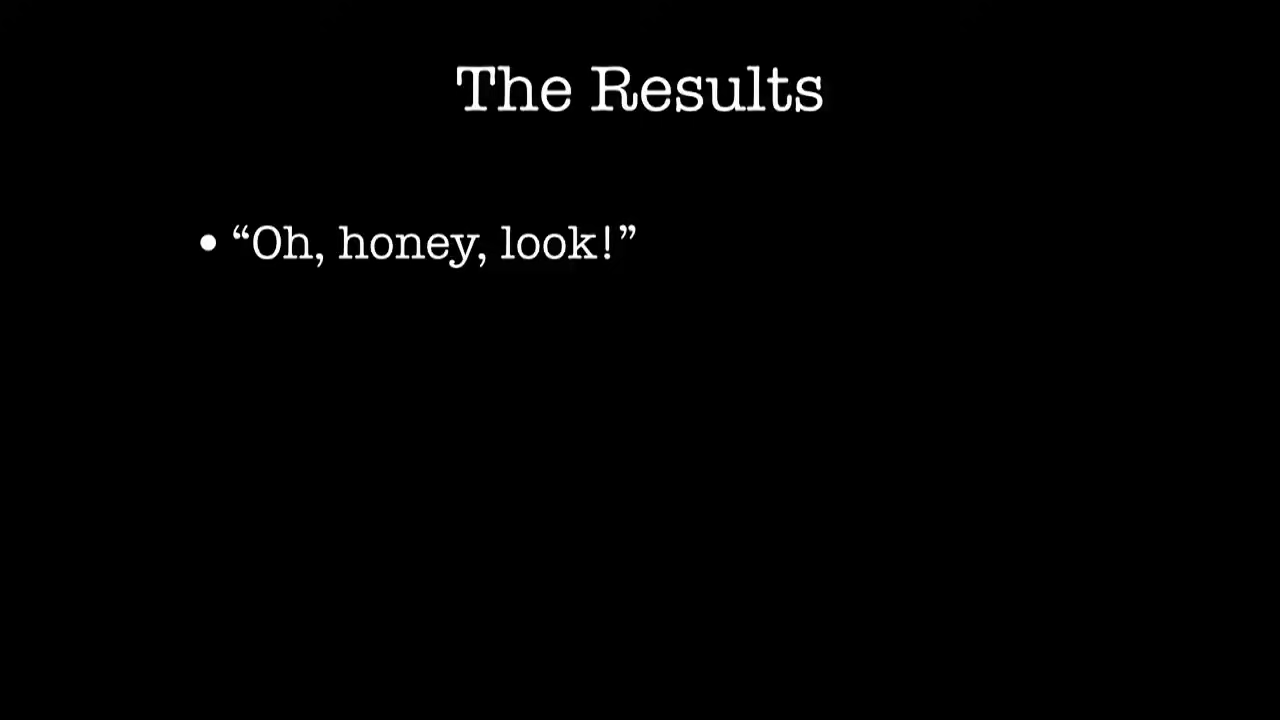 The Results
• “Oh, honey, look!”